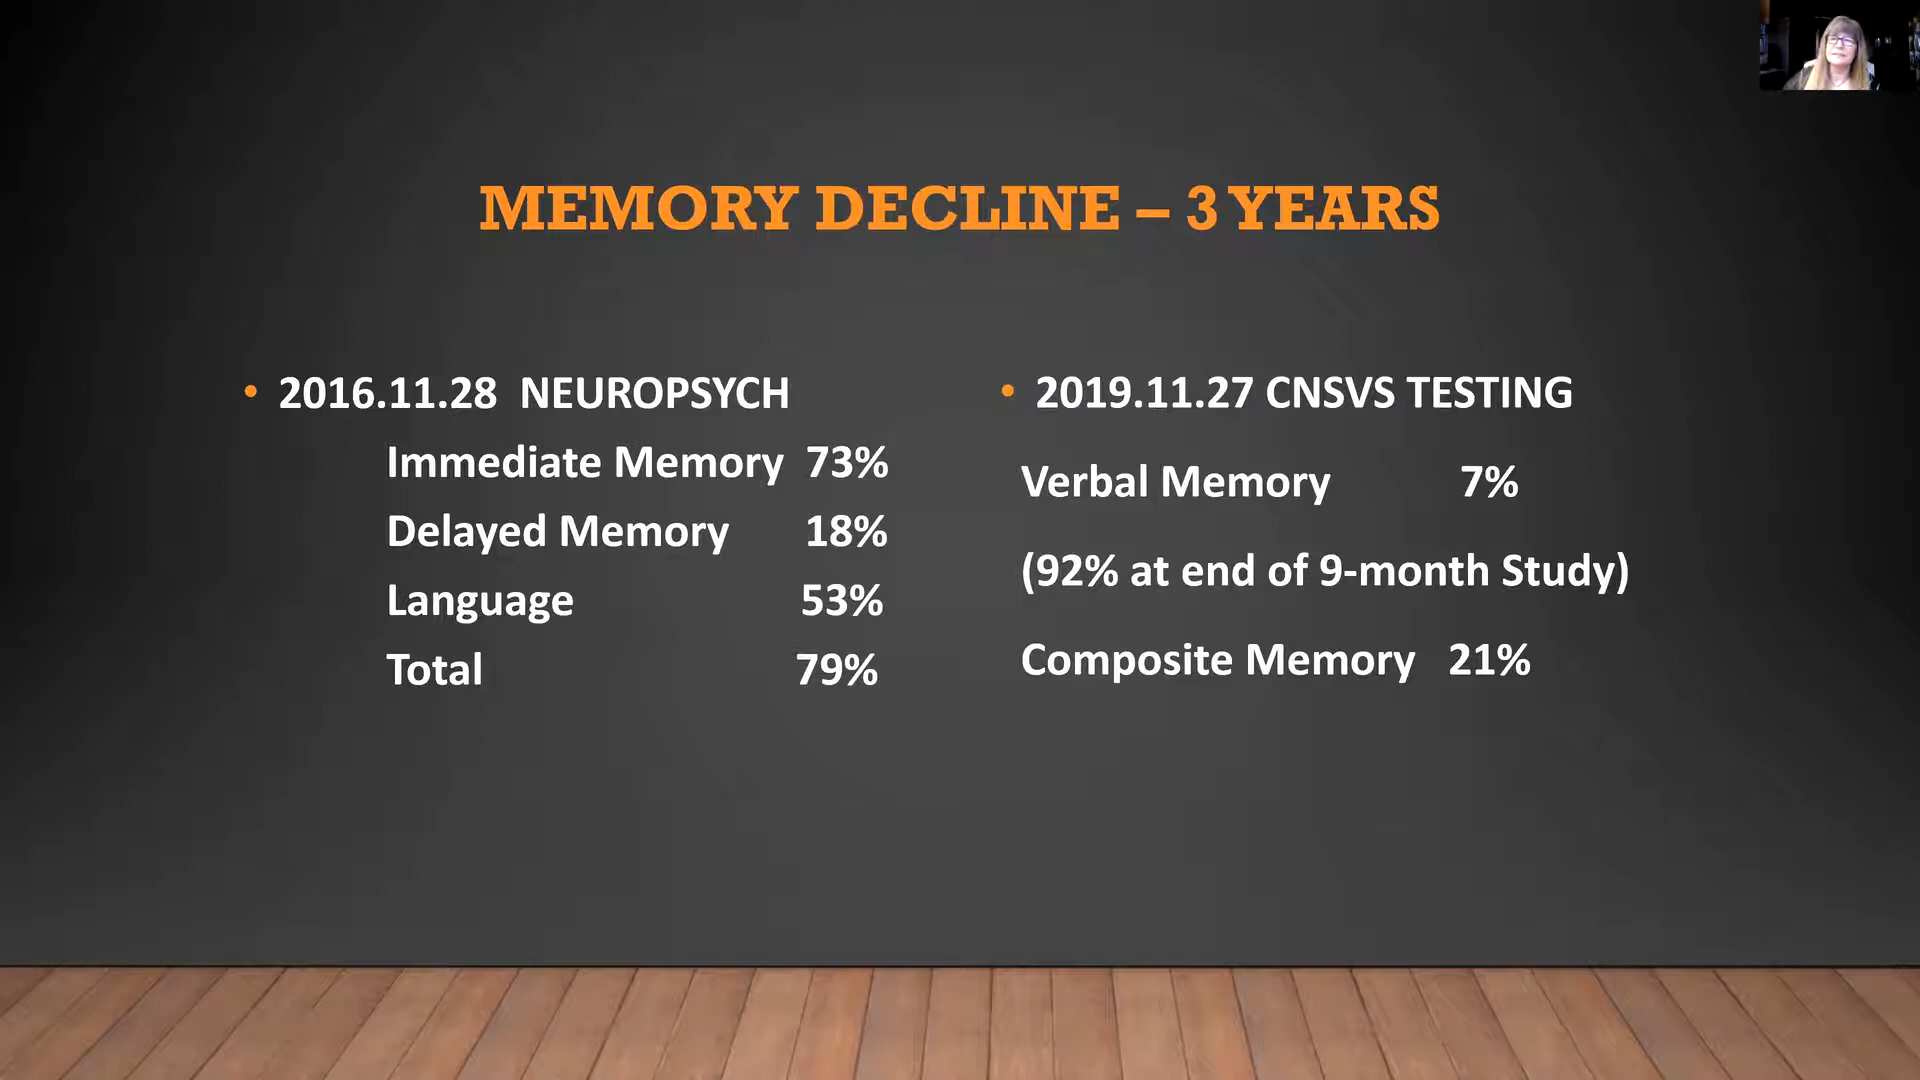 MEMORY DECLINE – 3 YEARS
• 2016.11.28 NEUROPSYCH
Immediate Memory 73%
Delayed Memory 18%
Language 53%
Total 79%
• 2019.11.27 CNSVS TESTING
Verbal Memory 7%
(92% at end of 9-month Study)
Composite Memory 21%